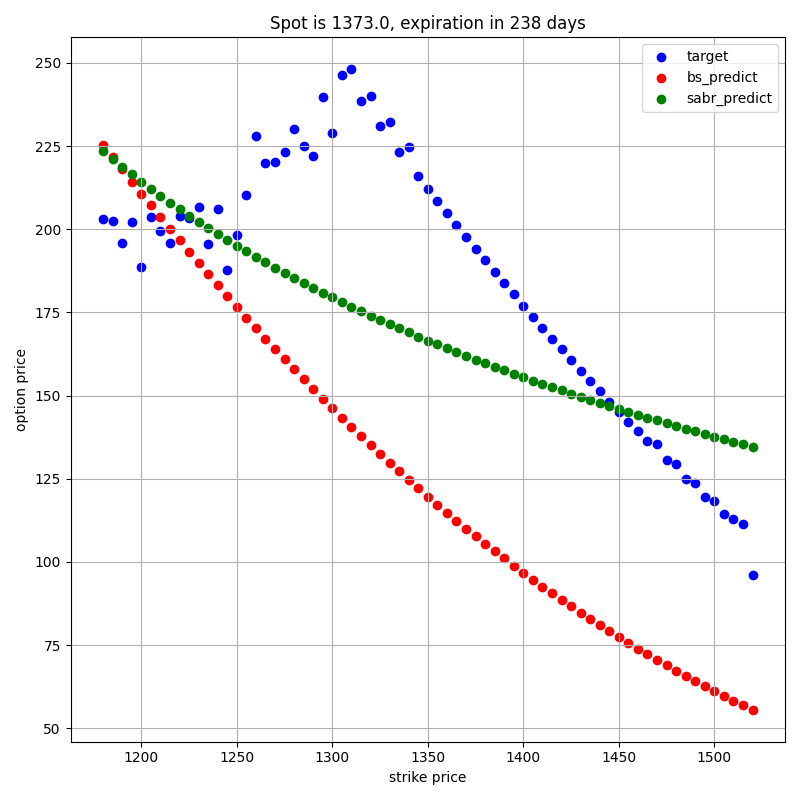 Spot is 1373.0, expiration in 238 days
target
bs_predict
sabr_predict
option price
250
225
200
175
150
125
100
75
50
1200 1250 1300 1350 1400 1450 1500
strike price